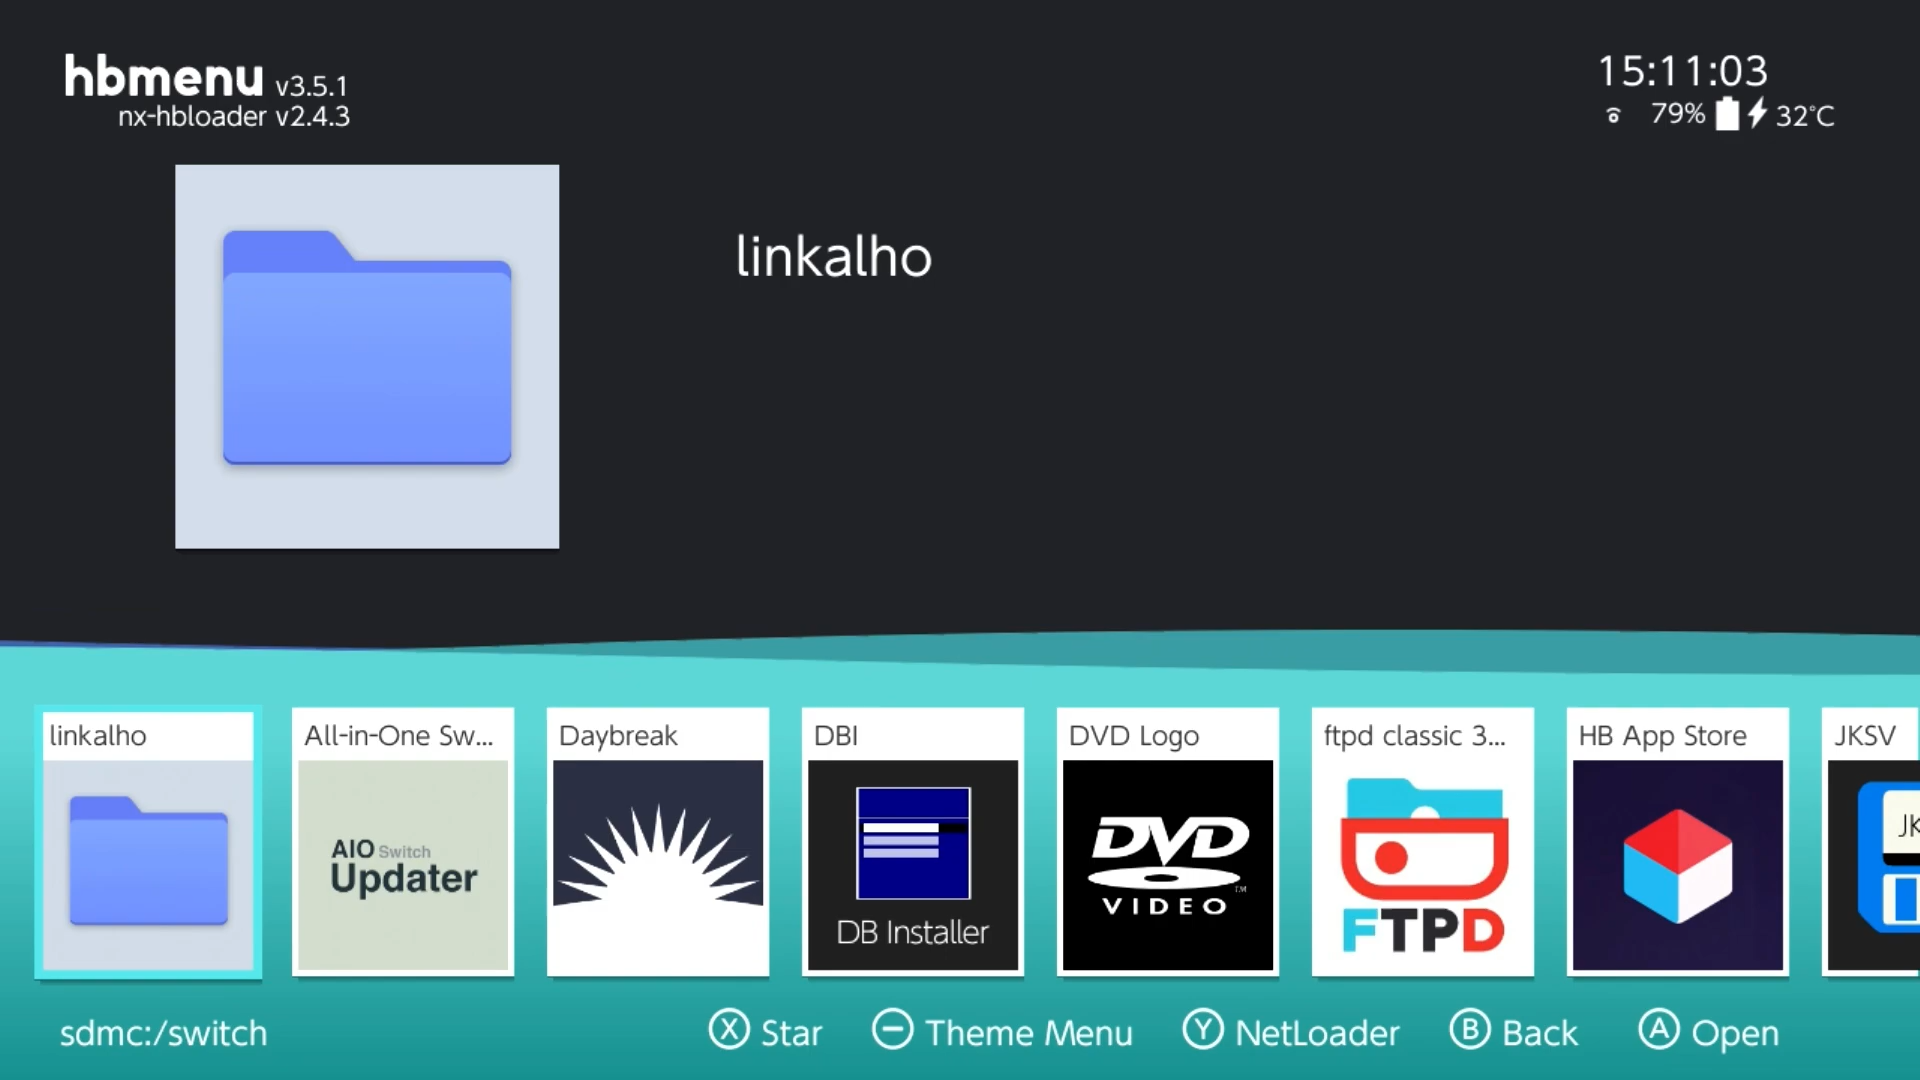 hbmenu v3.5.1
nx-hbloader v2.4.3
15:11:03
79% 32°C
linkalho
linkalho
All-in-One Sw...
AIO Switch
Updater
Daybreak
DBI
DB Installer
DVD Logo
DVD
TM
VIDEO
ftpd classic 3...
FTPD
HB App Store
JKSV
JK
sdmc:/switch
X Star
Theme Menu
Y NetLoader
B Back
A Open